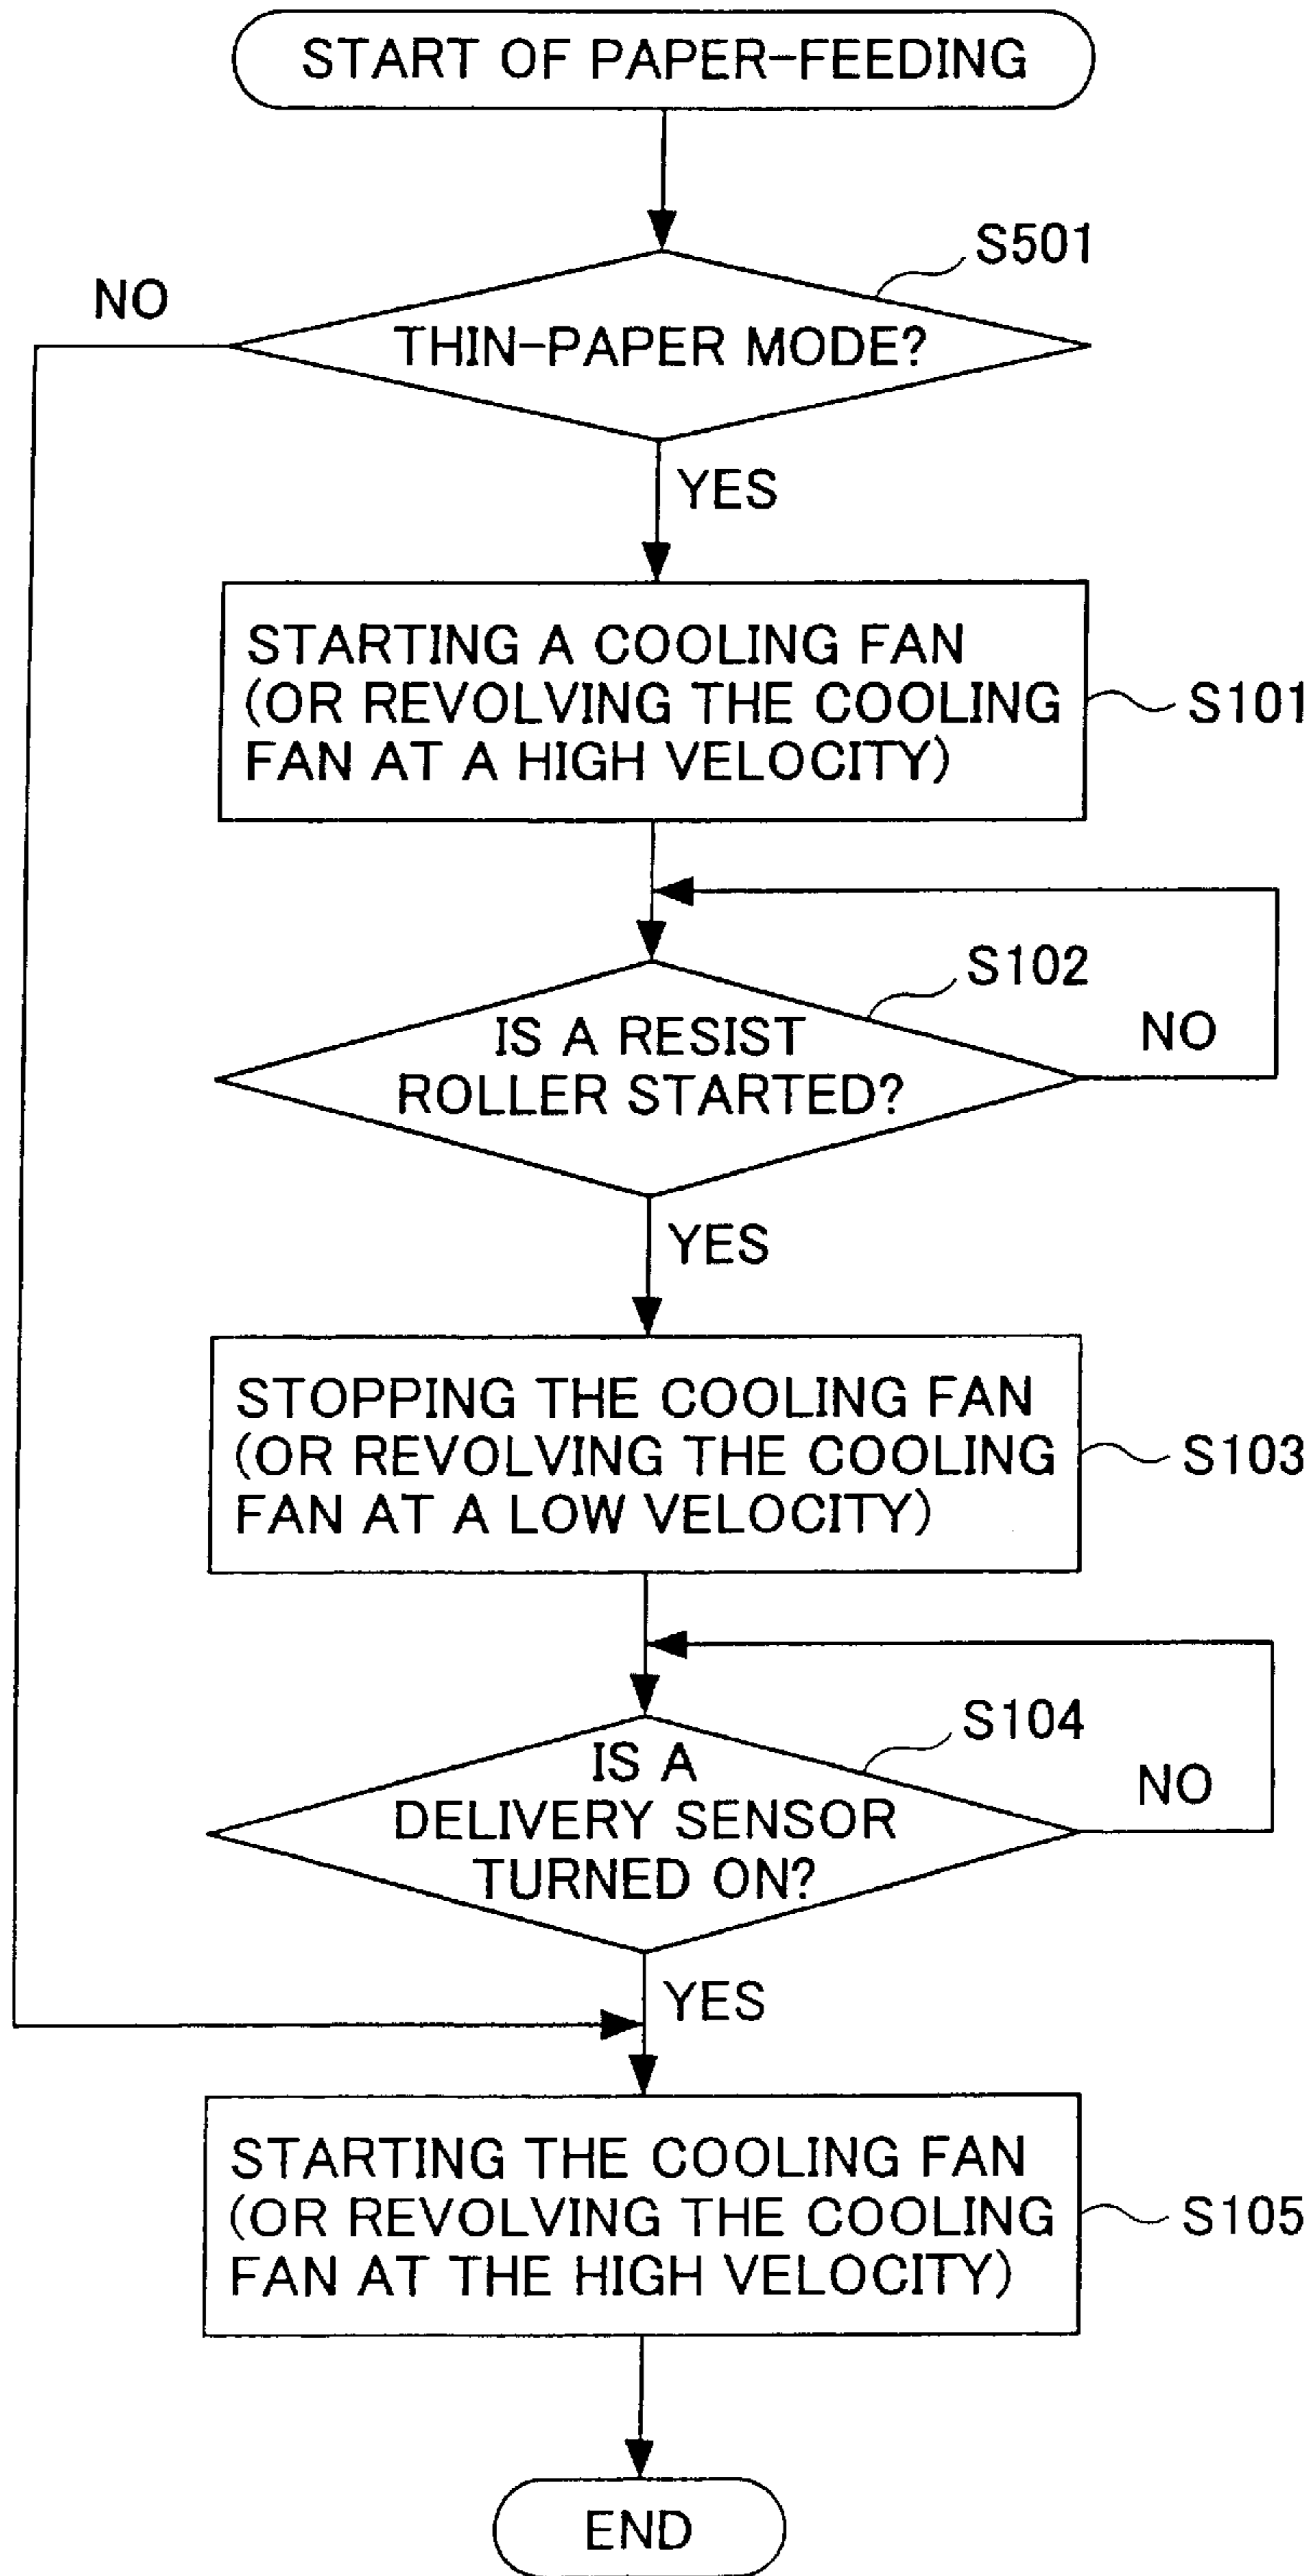 START OF PAPER-FEEDING
S501
NO
THIN-PAPER MODE?
YES
STARTING A COOLING FAN
(OR REVOLVING THE COOLING
FAN AT A HIGH VELOCITY)
S101
S102
IS A RESIST
ROLLER STARTED?
NO
YES
STOPPING THE COOLING FAN
(OR REVOLVING THE COOLING
FAN AT A LOW VELOCITY)
S103
S104
IS A
DELIVERY SENSOR
TURNED ON?
NO
YES
STARTING THE COOLING FAN
(OR REVOLVING THE COOLING
FAN AT THE HIGH VELOCITY)
S105
END